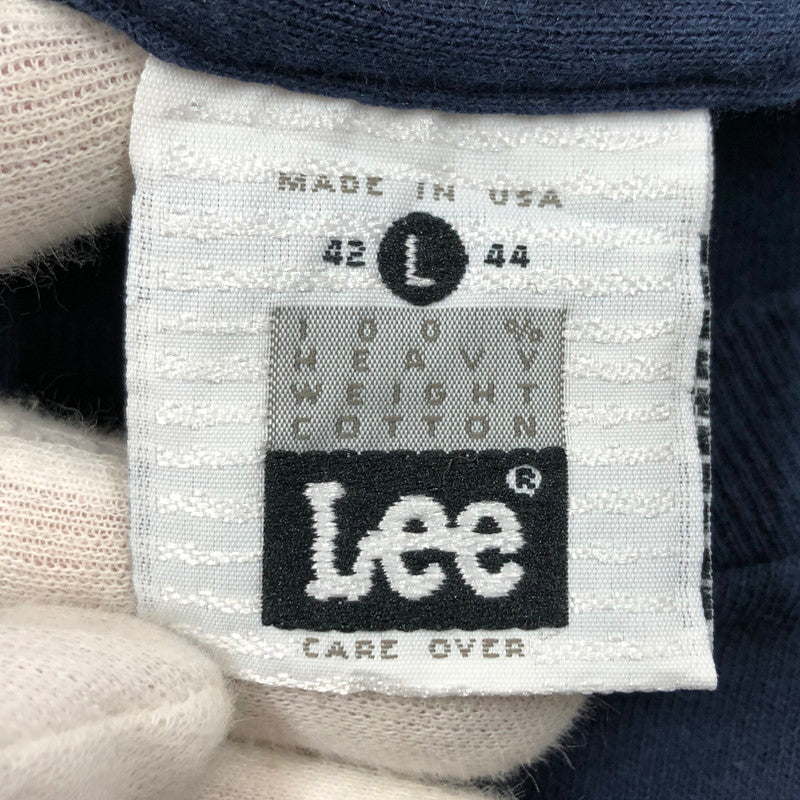 MADE IN USA
42 L 44
100%
HEAVY
WEIGHT
COTTON
Lee®
CARE OVER